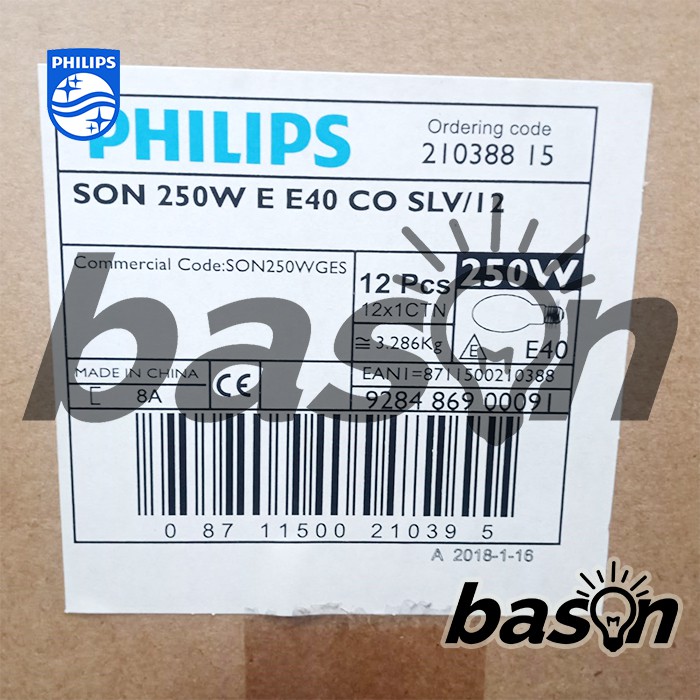 PHILIPS
PHILIPS
Ordering code
210388 15
SON 250W E E40 CO SLV/12
Commercial Code:SON250WGES
12 Pcs
250W
12x1CTN
≅ 3.286Kg
E
E40
MADE IN CHINA
E 8A
CE
EAN1=8711500210388
9284 869 00091
0 87 11500 21039 5
A 2018-1-16
bason
bason